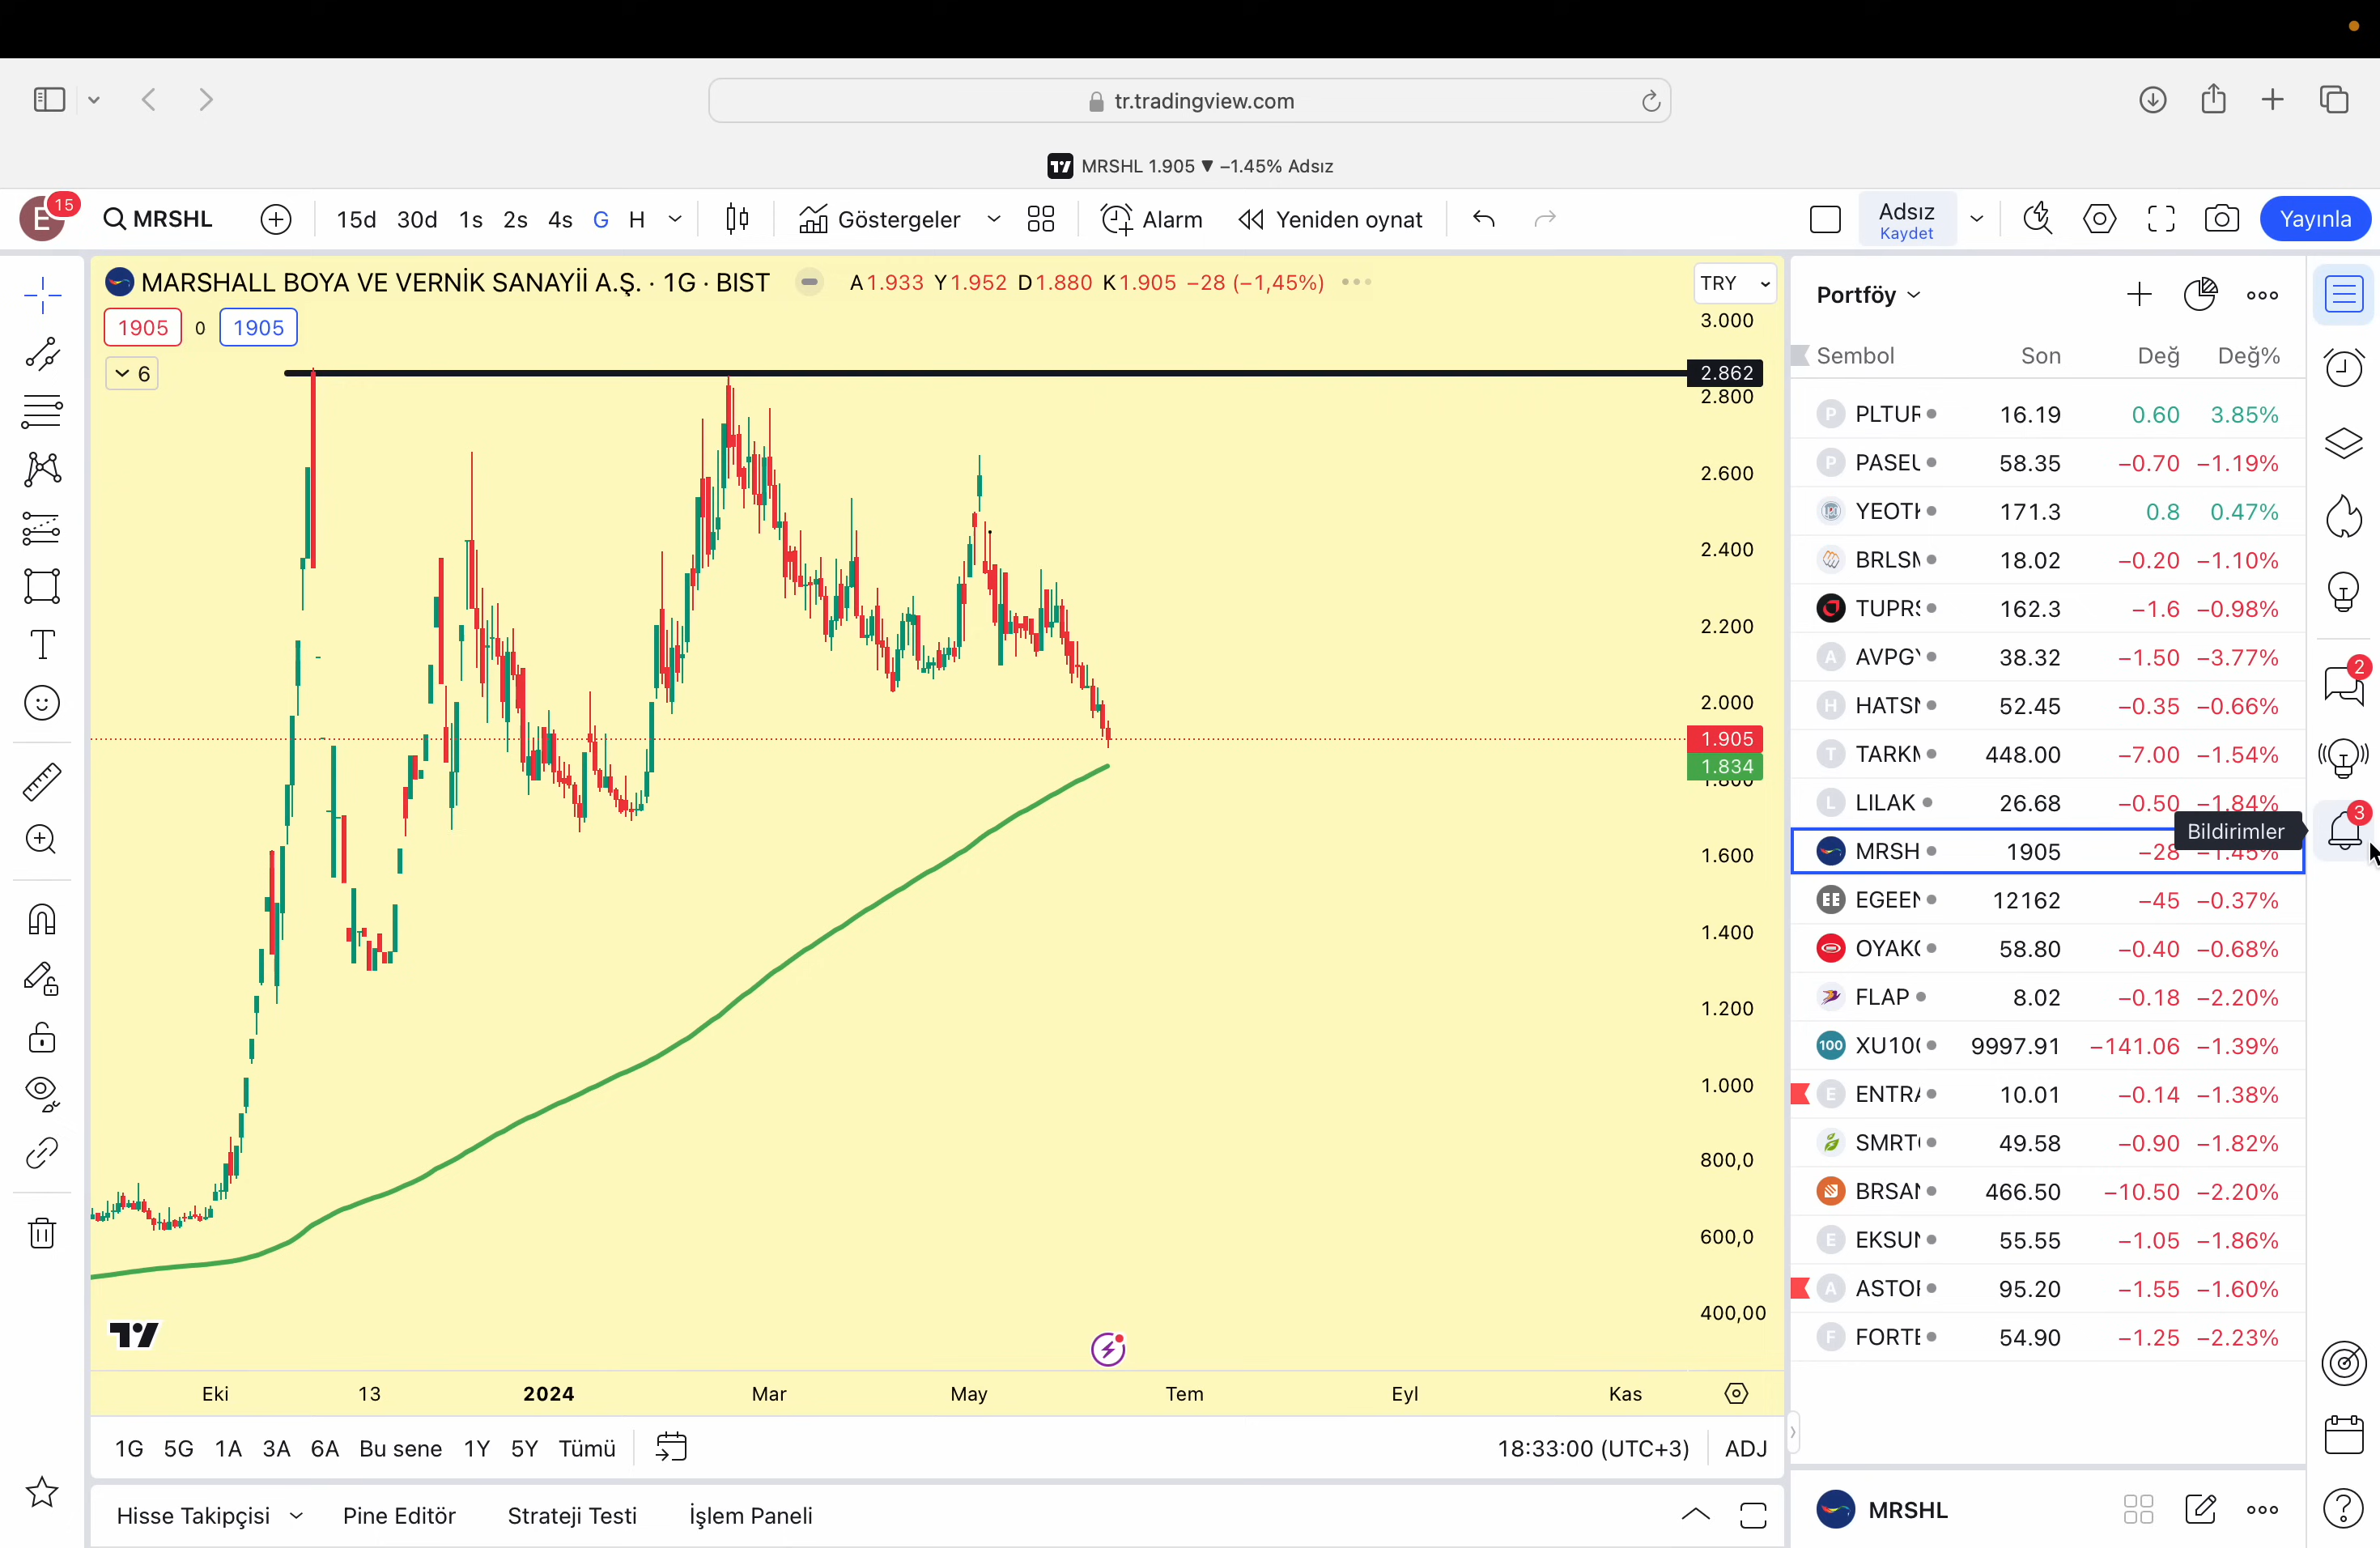 tr.tradingview.com
MRSHL 1.905 ▼ −1.45% Adsız
E 15 MRSHL 15d 30d 1s 2s 4s G H Göstergeler Alarm Yeniden oynat Adsız Yayınla
Kaydet
MARSHALL BOYA VE VERNİK SANAYİİ A.Ş. · 1G · BIST A1.933 Y1.952 D1.880 K1.905 −28 (−1,45%)
TRY
1905 0 1905
6
3.000
2.862
2.800
2.600
2.400
2.200
2.000
1.905
1.834
1.800
1.600
1.400
1.200
1.000
800,0
600,0
400,00
Eki 13 2024 Mar May Tem Eyl Kas
1G 5G 1A 3A 6A Bu sene 1Y 5Y Tümü 18:33:00 (UTC+3) ADJ
Hisse Takipçisi Pine Editör Strateji Testi İşlem Paneli
Portföy
Sembol Son Değ Değ%
P PLTUR 16.19 0.60 3.85%
P PASEU 58.35 −0.70 −1.19%
YEOTK 171.3 0.8 0.47%
BRLSM 18.02 −0.20 −1.10%
TUPRS 162.3 −1.6 −0.98%
A AVPGY 38.32 −1.50 −3.77%
H HATSN 52.45 −0.35 −0.66%
T TARKM 448.00 −7.00 −1.54%
L LILAK 26.68 −0.50 −1.84%
Bildirimler
MRSH 1905 −28 −1.45%
EE EGEEN 12162 −45 −0.37%
OYAK 58.80 −0.40 −0.68%
FLAP 8.02 −0.18 −2.20%
100 XU100 9997.91 −141.06 −1.39%
E ENTRA 10.01 −0.14 −1.38%
SMRT 49.58 −0.90 −1.82%
BRSAN 466.50 −10.50 −2.20%
E EKSUN 55.55 −1.05 −1.86%
A ASTOR 95.20 −1.55 −1.60%
F FORTE 54.90 −1.25 −2.23%
MRSHL
2
3